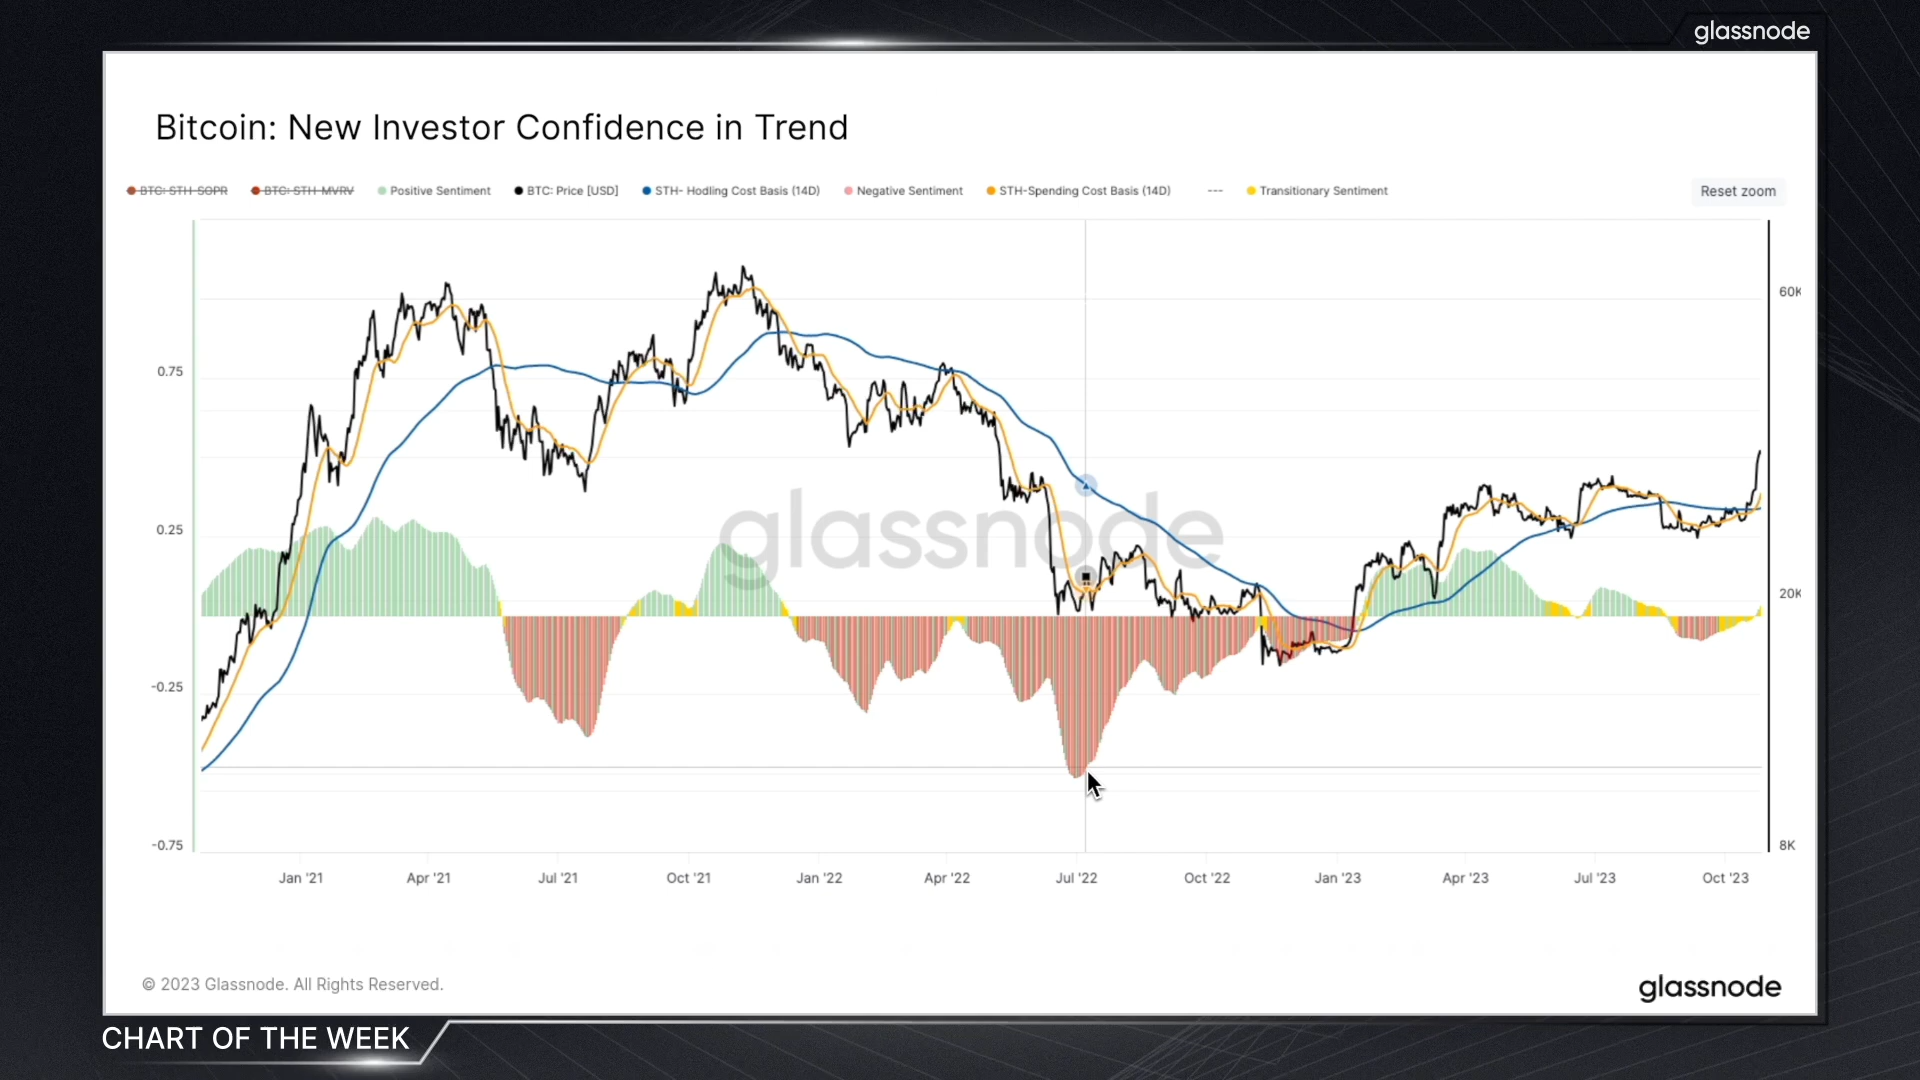 glassnode
Bitcoin: New Investor Confidence in Trend
BTC: STH-SOPR BTC: STH-MVRV Positive Sentiment BTC: Price [USD] STH- Hodling Cost Basis (14D) Negative Sentiment STH-Spending Cost Basis (14D) --- Transitionary Sentiment Reset zoom
60K
0.75
glassnode
0.25
20K
-0.25
-0.75 8K
Jan '21 Apr '21 Jul '21 Oct '21 Jan '22 Apr '22 Jul '22 Oct '22 Jan '23 Apr '23 Jul '23 Oct '23
© 2023 Glassnode. All Rights Reserved. glassnode
CHART OF THE WEEK